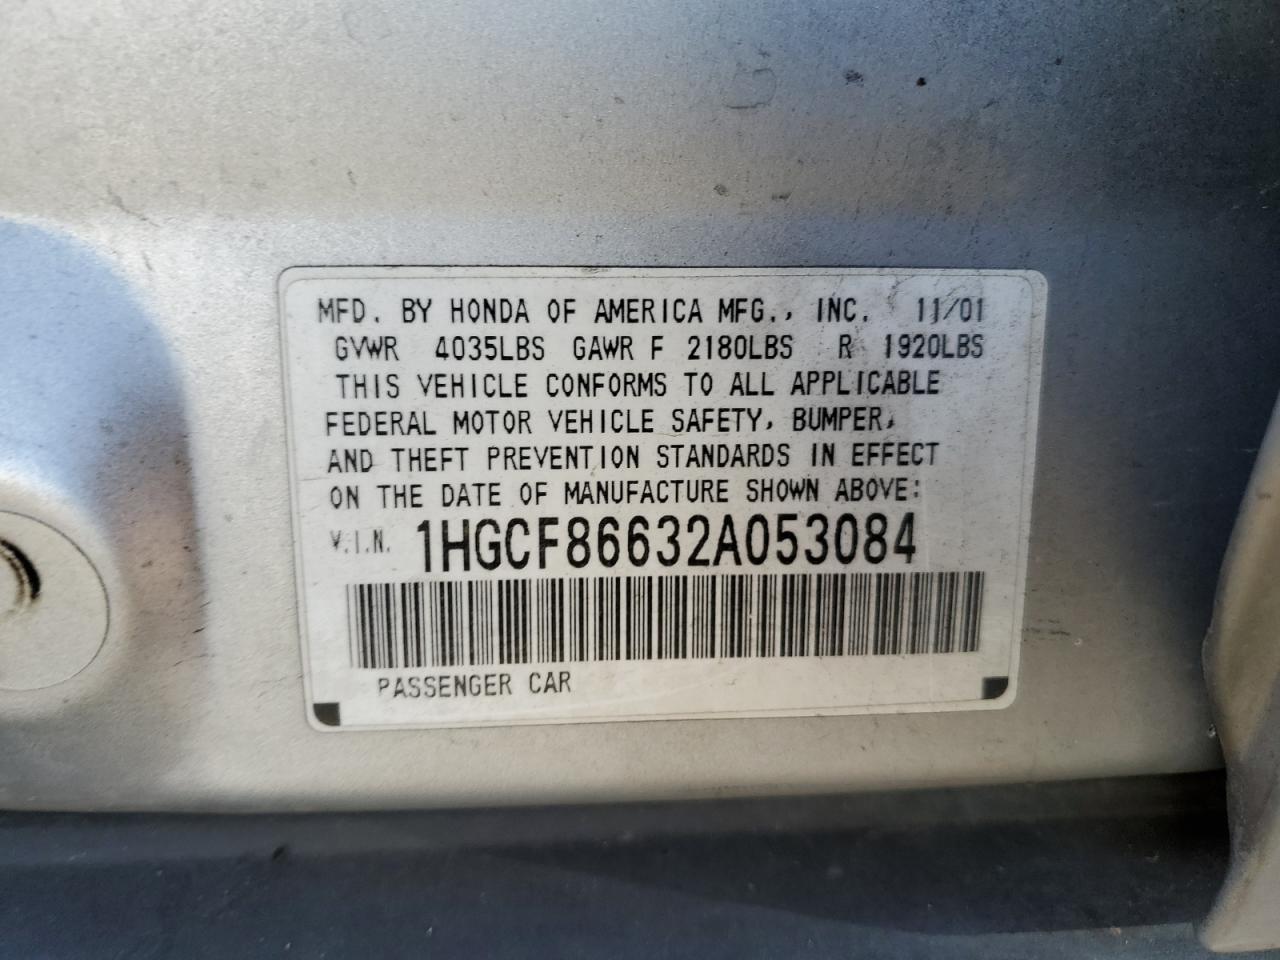 MFD. BY HONDA OF AMERICA MFG., INC. 11/01
GVWR 4035LBS GAWR F 2180LBS R 1920LBS
THIS VEHICLE CONFORMS TO ALL APPLICABLE
FEDERAL MOTOR VEHICLE SAFETY, BUMPER,
AND THEFT PREVENTION STANDARDS IN EFFECT
ON THE DATE OF MANUFACTURE SHOWN ABOVE:
V.I.N. 1HGCF86632A053084
PASSENGER CAR